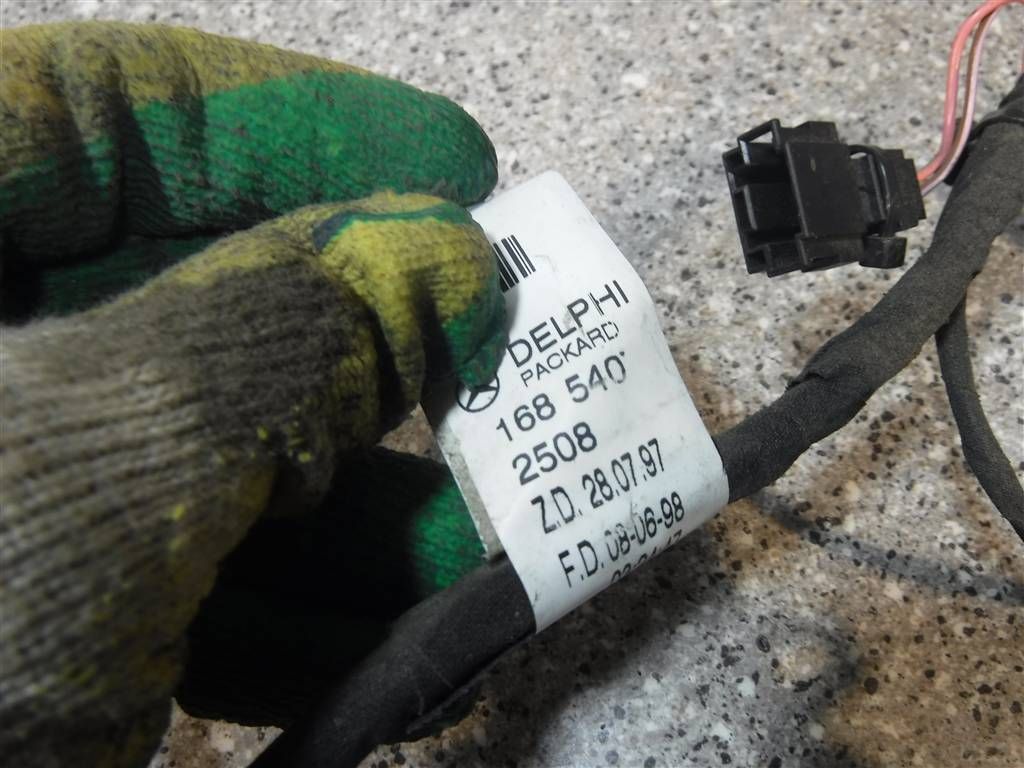 DELPHI
PACKARD
168 540
2508
Z.D. 28.07.97
F.D. 08-06-98